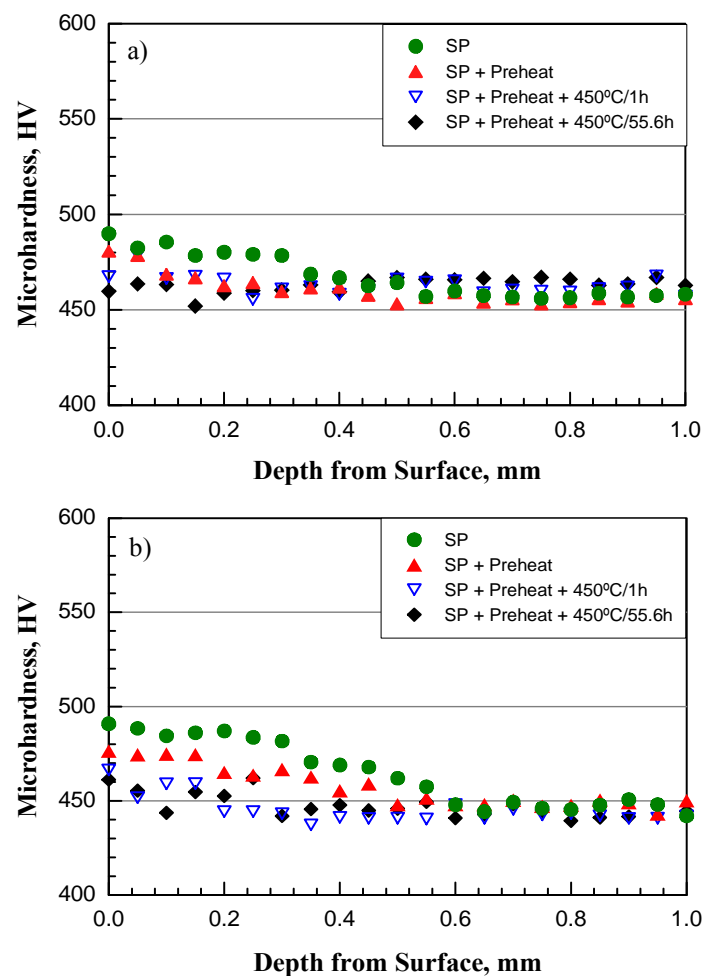 600
a)
SP
SP + Preheat
SP + Preheat + 450ºC/1h
SP + Preheat + 450ºC/55.6h
550
500
450
400
Microhardness, HV
0.0 0.2 0.4 0.6 0.8 1.0
Depth from Surface, mm
600
b)
SP
SP + Preheat
SP + Preheat + 450ºC/1h
SP + Preheat + 450ºC/55.6h
550
500
450
400
Microhardness, HV
0.0 0.2 0.4 0.6 0.8 1.0
Depth from Surface, mm